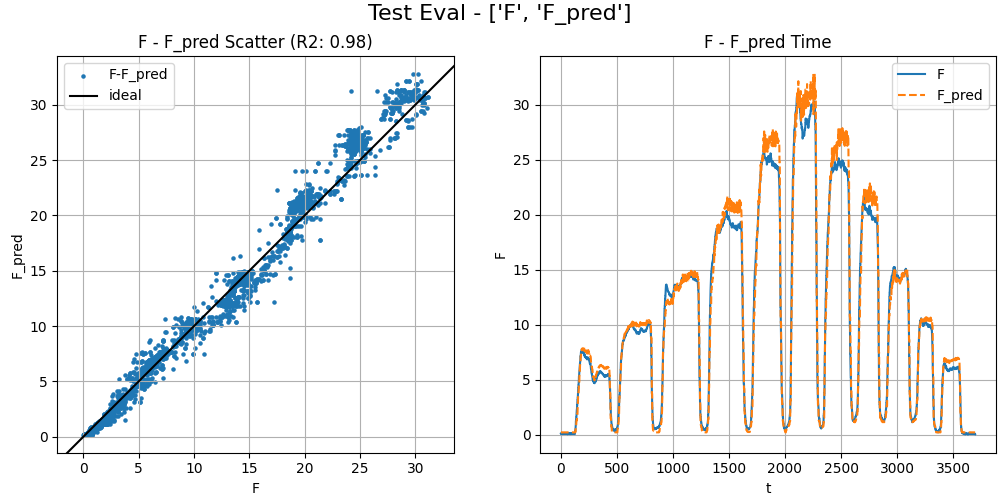 Test Eval - ['F', 'F_pred']
F - F_pred Scatter (R2: 0.98)
F-F_pred
ideal
30
25
20
15
10
5
0
F_pred
0
5
10
15
20
25
30
F
F - F_pred Time
F
F_pred
30
25
20
15
10
5
0
F
0
500
1000
1500
2000
2500
3000
3500
t